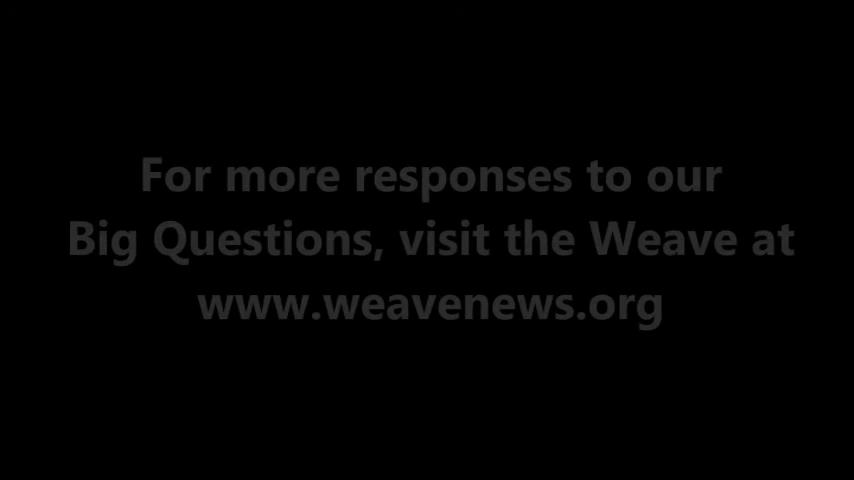 For more responses to our
Big Questions, visit the Weave at
www.weavenews.org